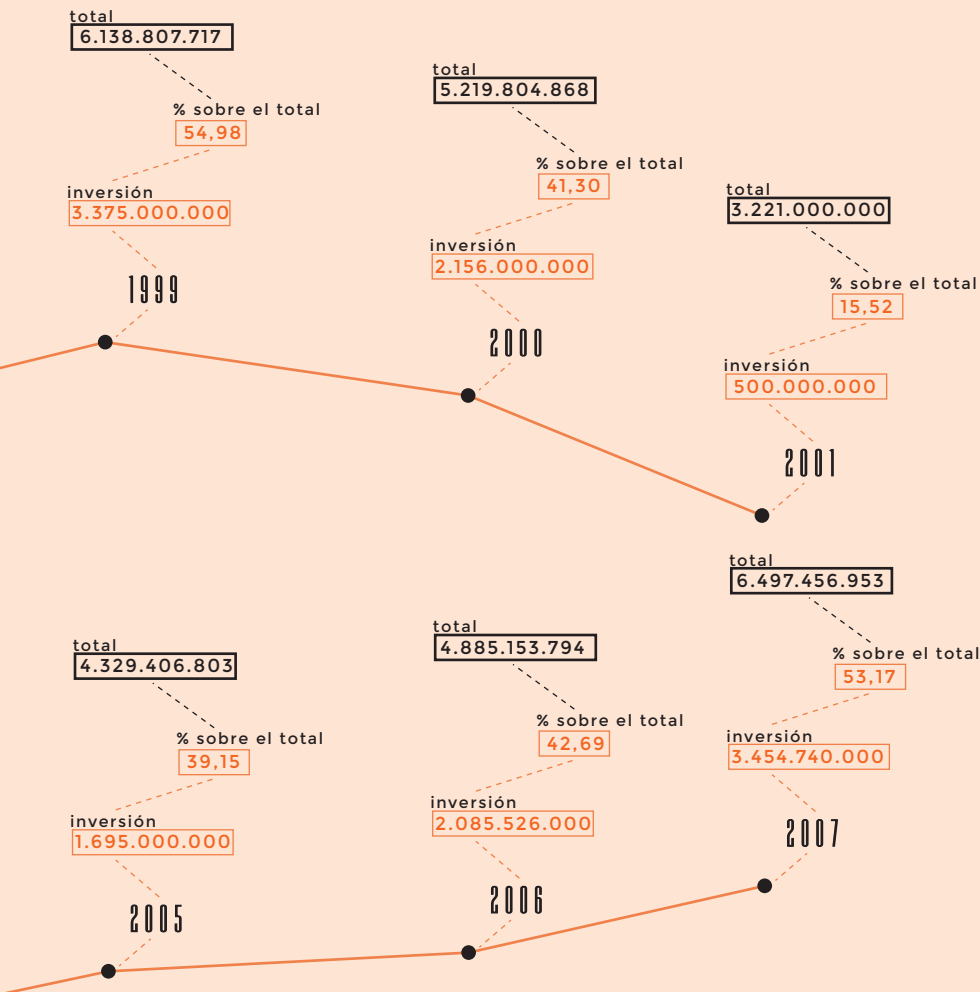 total
6.138.807.717
% sobre el total
54,98
inversión
3.375.000.000
1999
total
5.219.804.868
% sobre el total
41,30
inversión
2.156.000.000
2000
total
3.221.000.000
% sobre el total
15,52
inversión
500.000.000
2001
total
4.329.406.803
% sobre el total
39,15
inversión
1.695.000.000
2005
total
4.885.153.794
% sobre el total
42,69
inversión
2.085.526.000
2006
total
6.497.456.953
% sobre el total
53,17
inversión
3.454.740.000
2007